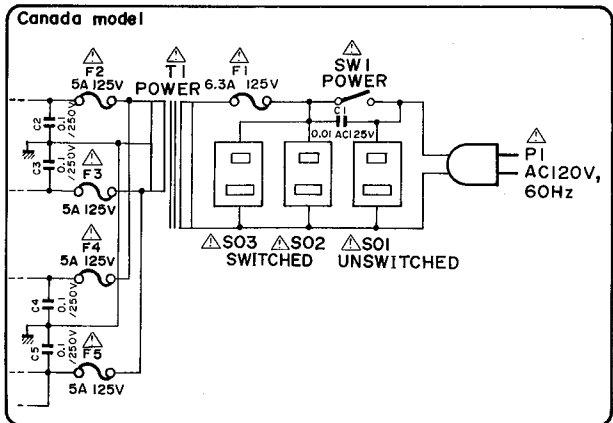 Canada model
F2
5A 125V
T1
POWER
F1
6.3A 125V
SW1
POWER
C1
0.01 AC125V
C2
0.1
/250V
C3
0.1
/250V
F3
5A 125V
P1
AC120V,
60Hz
SO3 SO2
SWITCHED
SO1
UNSWITCHED
F4
5A 125V
C4
0.1
/250V
C5
0.1
/250V
F5
5A 125V